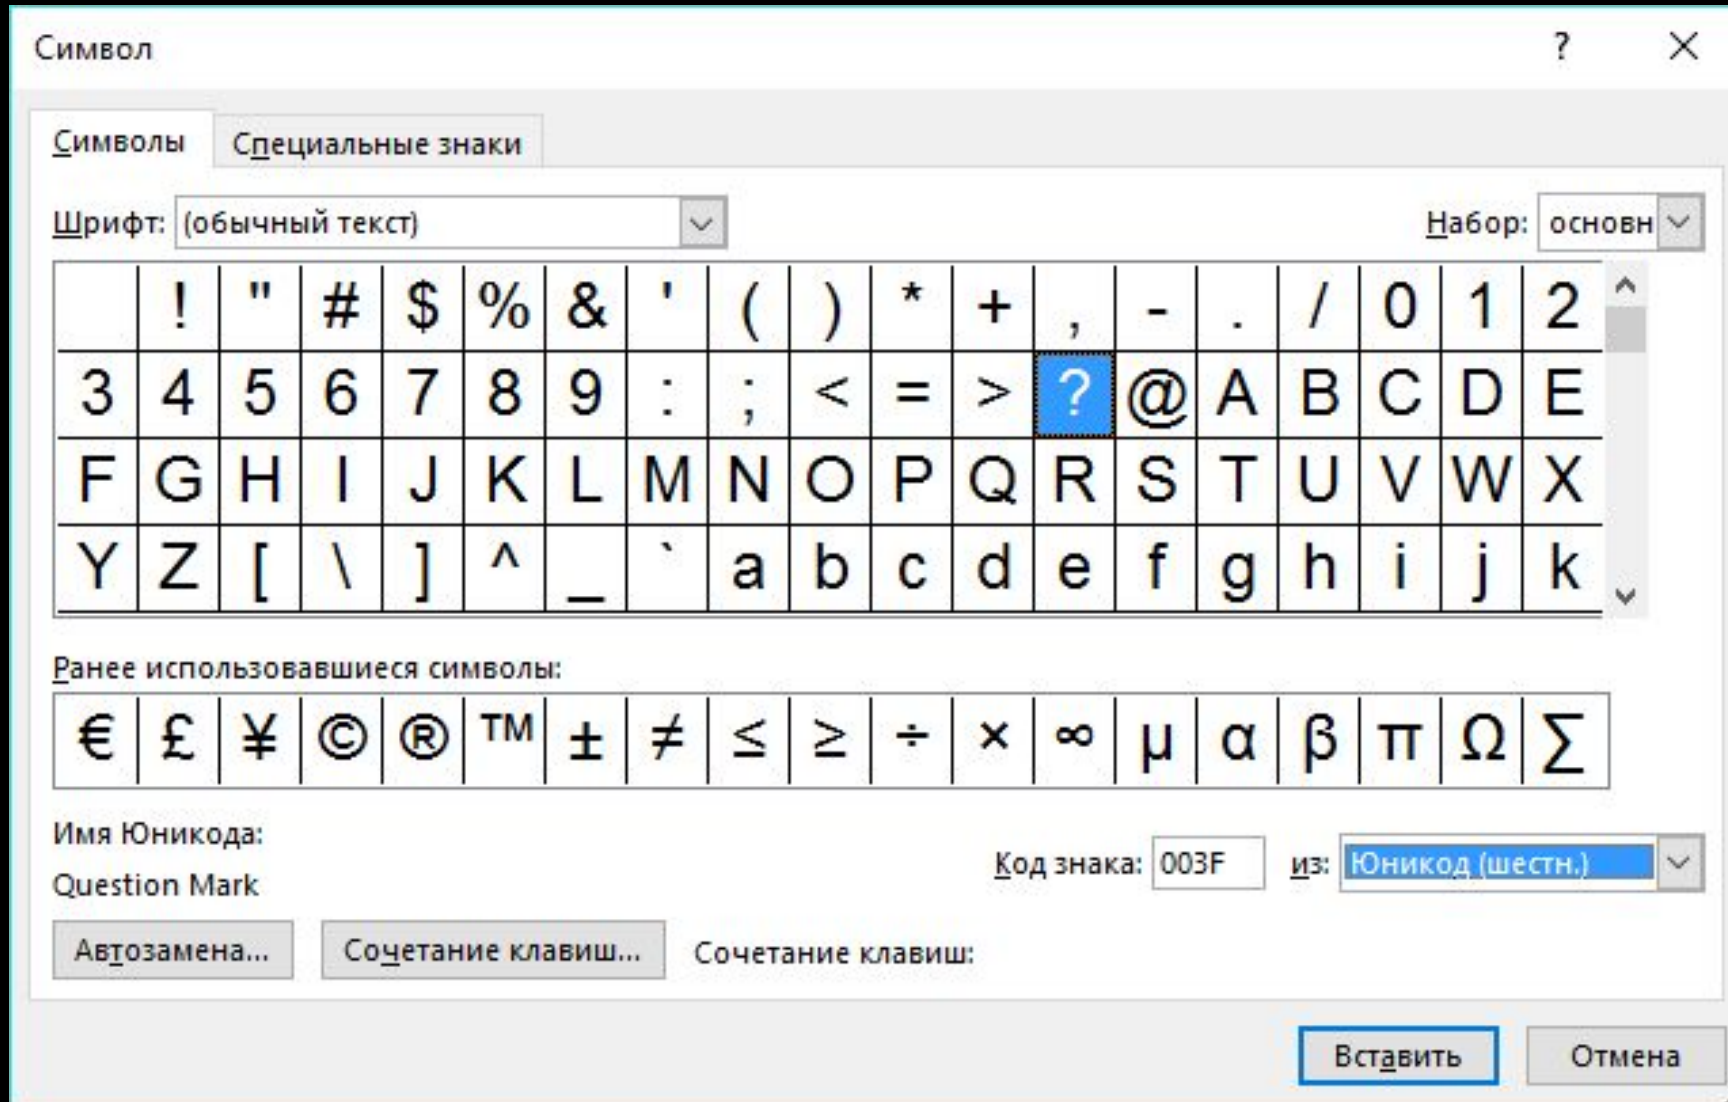 Символ ?
Символы Специальные знаки
Шрифт: (обычный текст) Набор: основн
! " # $ % & ' ( ) * + , - . / 0 1 2
3 4 5 6 7 8 9 : ; < = > ? @ A B C D E
F G H I J K L M N O P Q R S T U V W X
Y Z [ \ ] ^ _ ` a b c d e f g h i j k
Ранее использовавшиеся символы:
€ £ ¥ © ® ™ ± ≠ ≤ ≥ ÷ × ∞ µ α β π Ω ∑
Имя Юникода:
Question Mark
Код знака: 003F из: Юникод (шестн.)
Автозамена... Сочетание клавиш... Сочетание клавиш:
Вставить Отмена